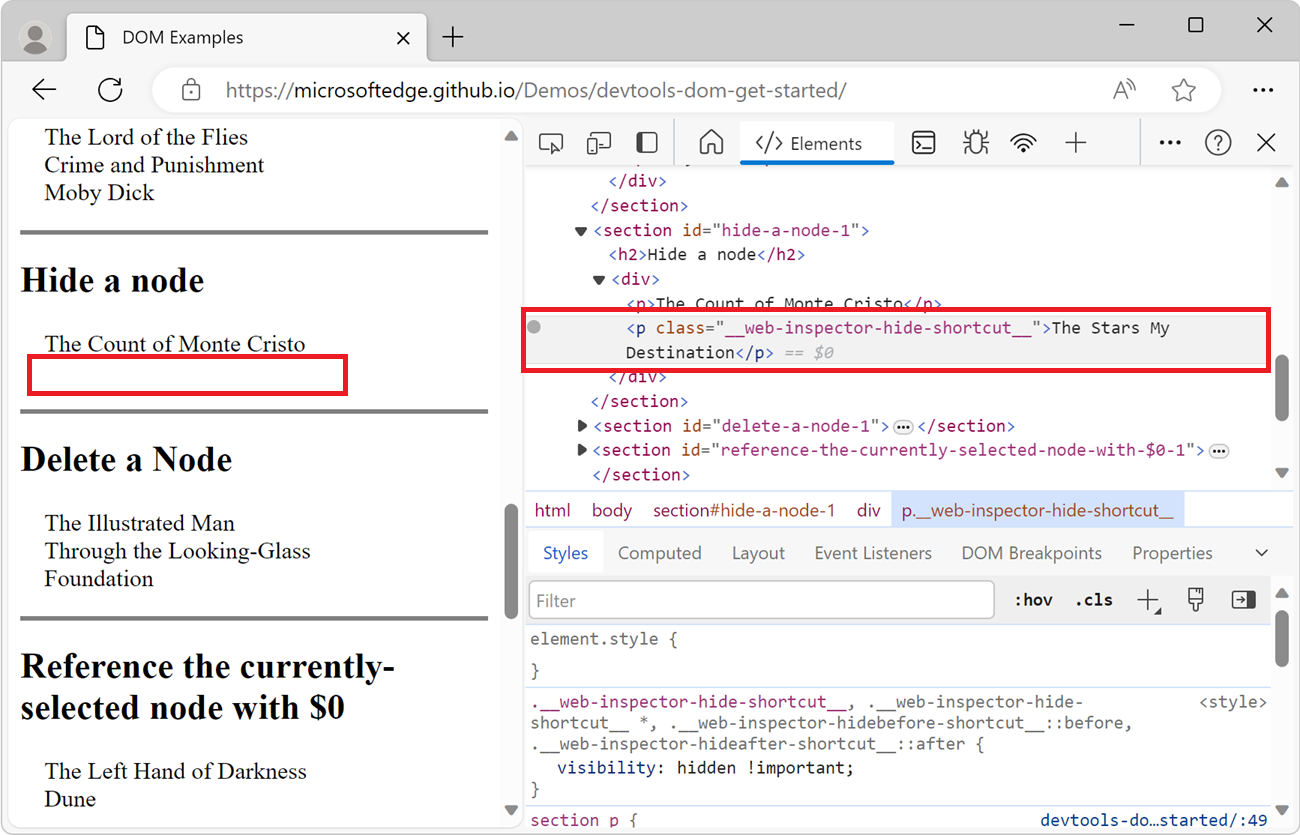 DOM Examples
https://microsoftedge.github.io/Demos/devtools-dom-get-started/
The Lord of the Flies
Crime and Punishment
Moby Dick
Hide a node
The Count of Monte Cristo
Delete a Node
The Illustrated Man
Through the Looking-Glass
Foundation
Reference the currently-
selected node with $0
The Left Hand of Darkness
Dune
</> Elements
</div>
</section>
<section id="hide-a-node-1">
<h2>Hide a node</h2>
<div>
<p>The Count of Monte Cristo</p>
<p class="__web-inspector-hide-shortcut__">The Stars My
Destination</p> == $0
</div>
</section>
<section id="delete-a-node-1">…</section>
<section id="reference-the-currently-selected-node-with-$0-1">…
</section>
html body section#hide-a-node-1 div p.__web-inspector-hide-shortcut__
Styles Computed Layout Event Listeners DOM Breakpoints Properties
Filter :hov .cls
element.style {
}
.__web-inspector-hide-shortcut__, .__web-inspector-hide- <style>
shortcut__ *, .__web-inspector-hidebefore-shortcut__::before,
.__web-inspector-hideafter-shortcut__::after {
visibility: hidden !important;
}
section p { devtools-do…started/:49